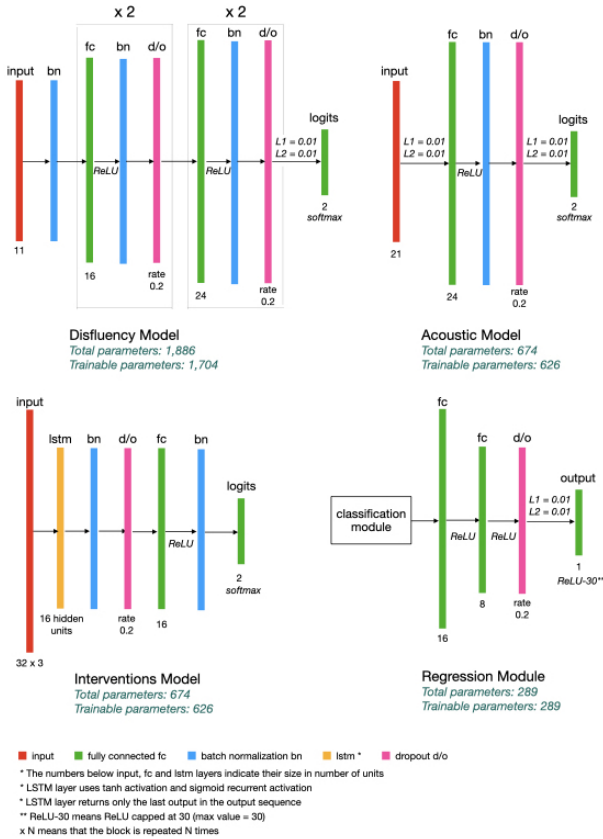 x 2
x 2
fc
bn
d/o
fc
bn
d/o
input
bn
logits
L1 = 0.01
L2 = 0.01
ReLU
ReLU
2
softmax
11
16
rate
0.2
24
rate
0.2
Disfluency Model
Total parameters: 1,886
Trainable parameters: 1,704
fc
bn
d/o
input
logits
L1 = 0.01
L2 = 0.01
L1 = 0.01
L2 = 0.01
ReLU
2
softmax
21
24
rate
0.2
Acoustic Model
Total parameters: 674
Trainable parameters: 626
input
lstm
bn
d/o
fc
bn
logits
ReLU
2
softmax
16 hidden
units
rate
0.2
16
32 x 3
Interventions Model
Total parameters: 674
Trainable parameters: 626
fc
fc
d/o
output
classification
module
L1 = 0.01
L2 = 0.01
ReLU
ReLU
1
ReLU-30**
8
rate
0.2
16
Regression Module
Total parameters: 289
Trainable parameters: 289
input
fully connected fc
batch normalization bn
lstm *
dropout d/o
* The numbers below input, fc and lstm layers indicate their size in number of units
* LSTM layer uses tanh activation and sigmoid recurrent activation
* LSTM layer returns only the last output in the output sequence
** ReLU-30 means ReLU capped at 30 (max value = 30)
x N means that the block is repeated N times